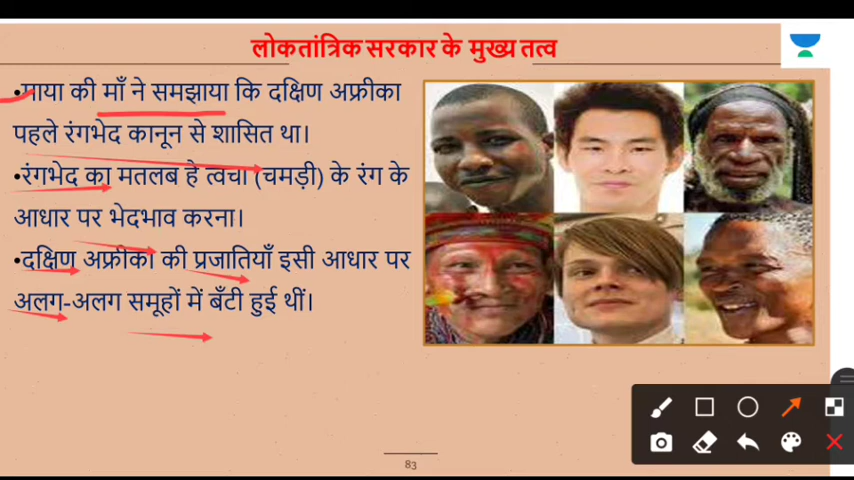 लोकतांत्रिक सरकार के मुख्य तत्व
•माया की माँ ने समझाया कि दक्षिण अफ्रीका
पहले रंगभेद कानून से शासित था।
•रंगभेद का मतलब हे त्वचा (चमड़ी) के रंग के
आधार पर भेदभाव करना।
•दक्षिण अफ्रीका की प्रजातियाँ इसी आधार पर
अलग-अलग समूहों में बँटी हुई थीं।
83